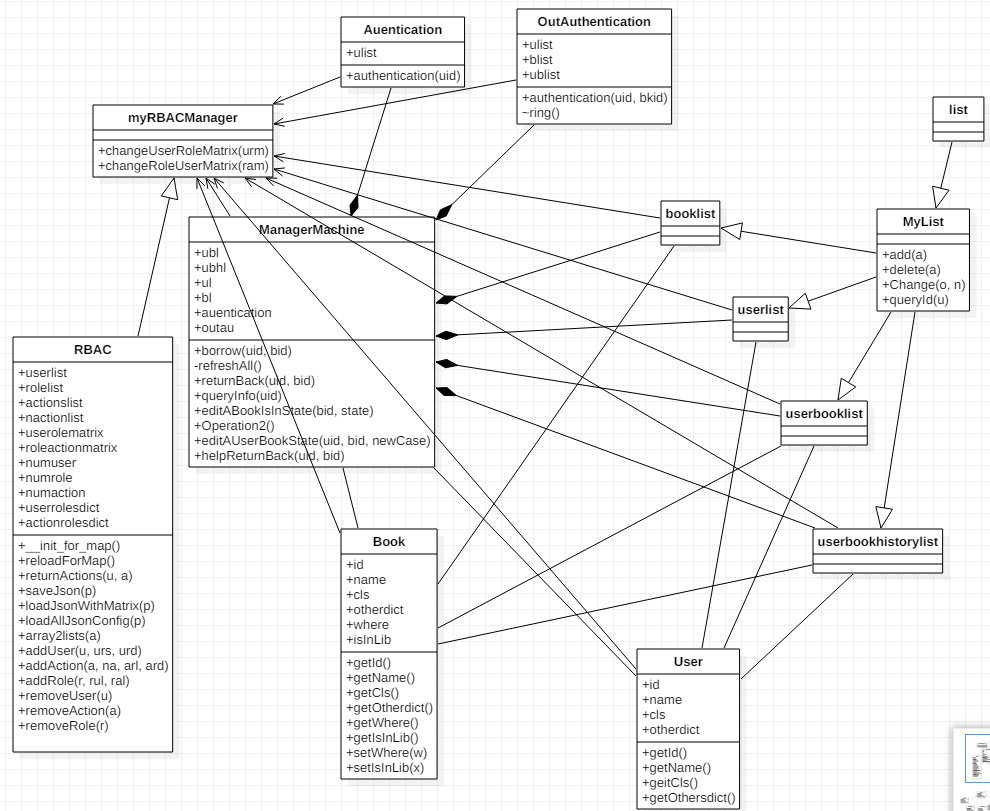 Auentication
+ulist
+authentication(uid)
OutAuthentication
+ulist
+blist
+ublist
+authentication(uid, bkid)
~ring()
list
myRBACManager
+changeUserRoleMatrix(urm)
+changeRoleUserMatrix(ram)
booklist
MyList
+add(a)
+delete(a)
+Change(o, n)
+queryId(u)
ManagerMachine
+ubl
+ubhl
+ul
+bl
+auentication
+outau
+borrow(uid, bid)
-refreshAll()
+returnBack(uid, bid)
+queryInfo(uid)
+editABookIsInState(bid, state)
+Operation2()
+editAUserBookState(uid, bid, newCase)
+helpReturnBack(uid, bid)
userlist
RBAC
+userlist
+rolelist
+actionslist
+nactionlist
+userolematrix
+roleactionmatrix
+numuser
+numrole
+numaction
+userrolesdict
+actionrolesdict
+__init_for_map()
+reloadForMap()
+returnActions(u, a)
+saveJson(p)
+loadJsonWithMatrix(p)
+loadAllJsonConfig(p)
+array2lists(a)
+addUser(u, urs, urd)
+addAction(a, na, arl, ard)
+addRole(r, rul, ral)
+removeUser(u)
+removeAction(a)
+removeRole(r)
userbooklist
userbookhistorylist
Book
+id
+name
+cls
+otherdict
+where
+isInLib
+getId()
+getName()
+getCls()
+getOtherdict()
+getWhere()
+getIsInLib()
+setWhere(w)
+setIsInLib(x)
User
+id
+name
+cls
+otherdict
+getId()
+getName()
+geitCls()
+getOthersdict()